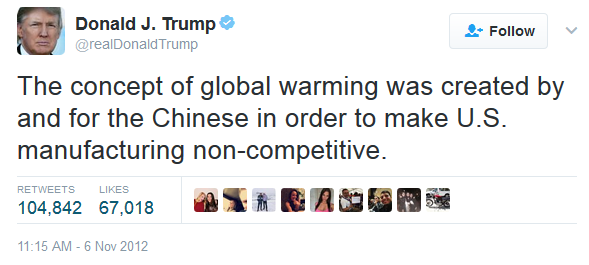 Donald J. Trump
@realDonaldTrump
Follow
The concept of global warming was created by
and for the Chinese in order to make U.S.
manufacturing non-competitive.
RETWEETS LIKES
104,842 67,018
11:15 AM - 6 Nov 2012